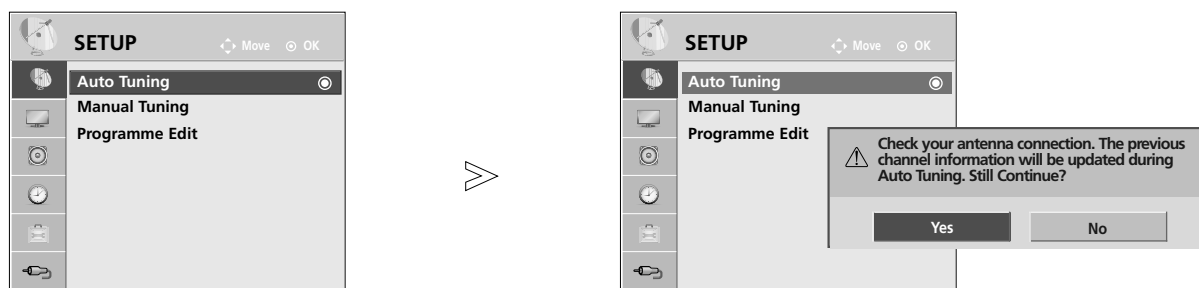 SETUP
Move OK
Auto Tuning
Manual Tuning
Programme Edit
SETUP
Move OK
Auto Tuning
Manual Tuning
Programme Edit
Check your antenna connection. The previous
channel information will be updated during
Auto Tuning. Still Continue?
Yes
No